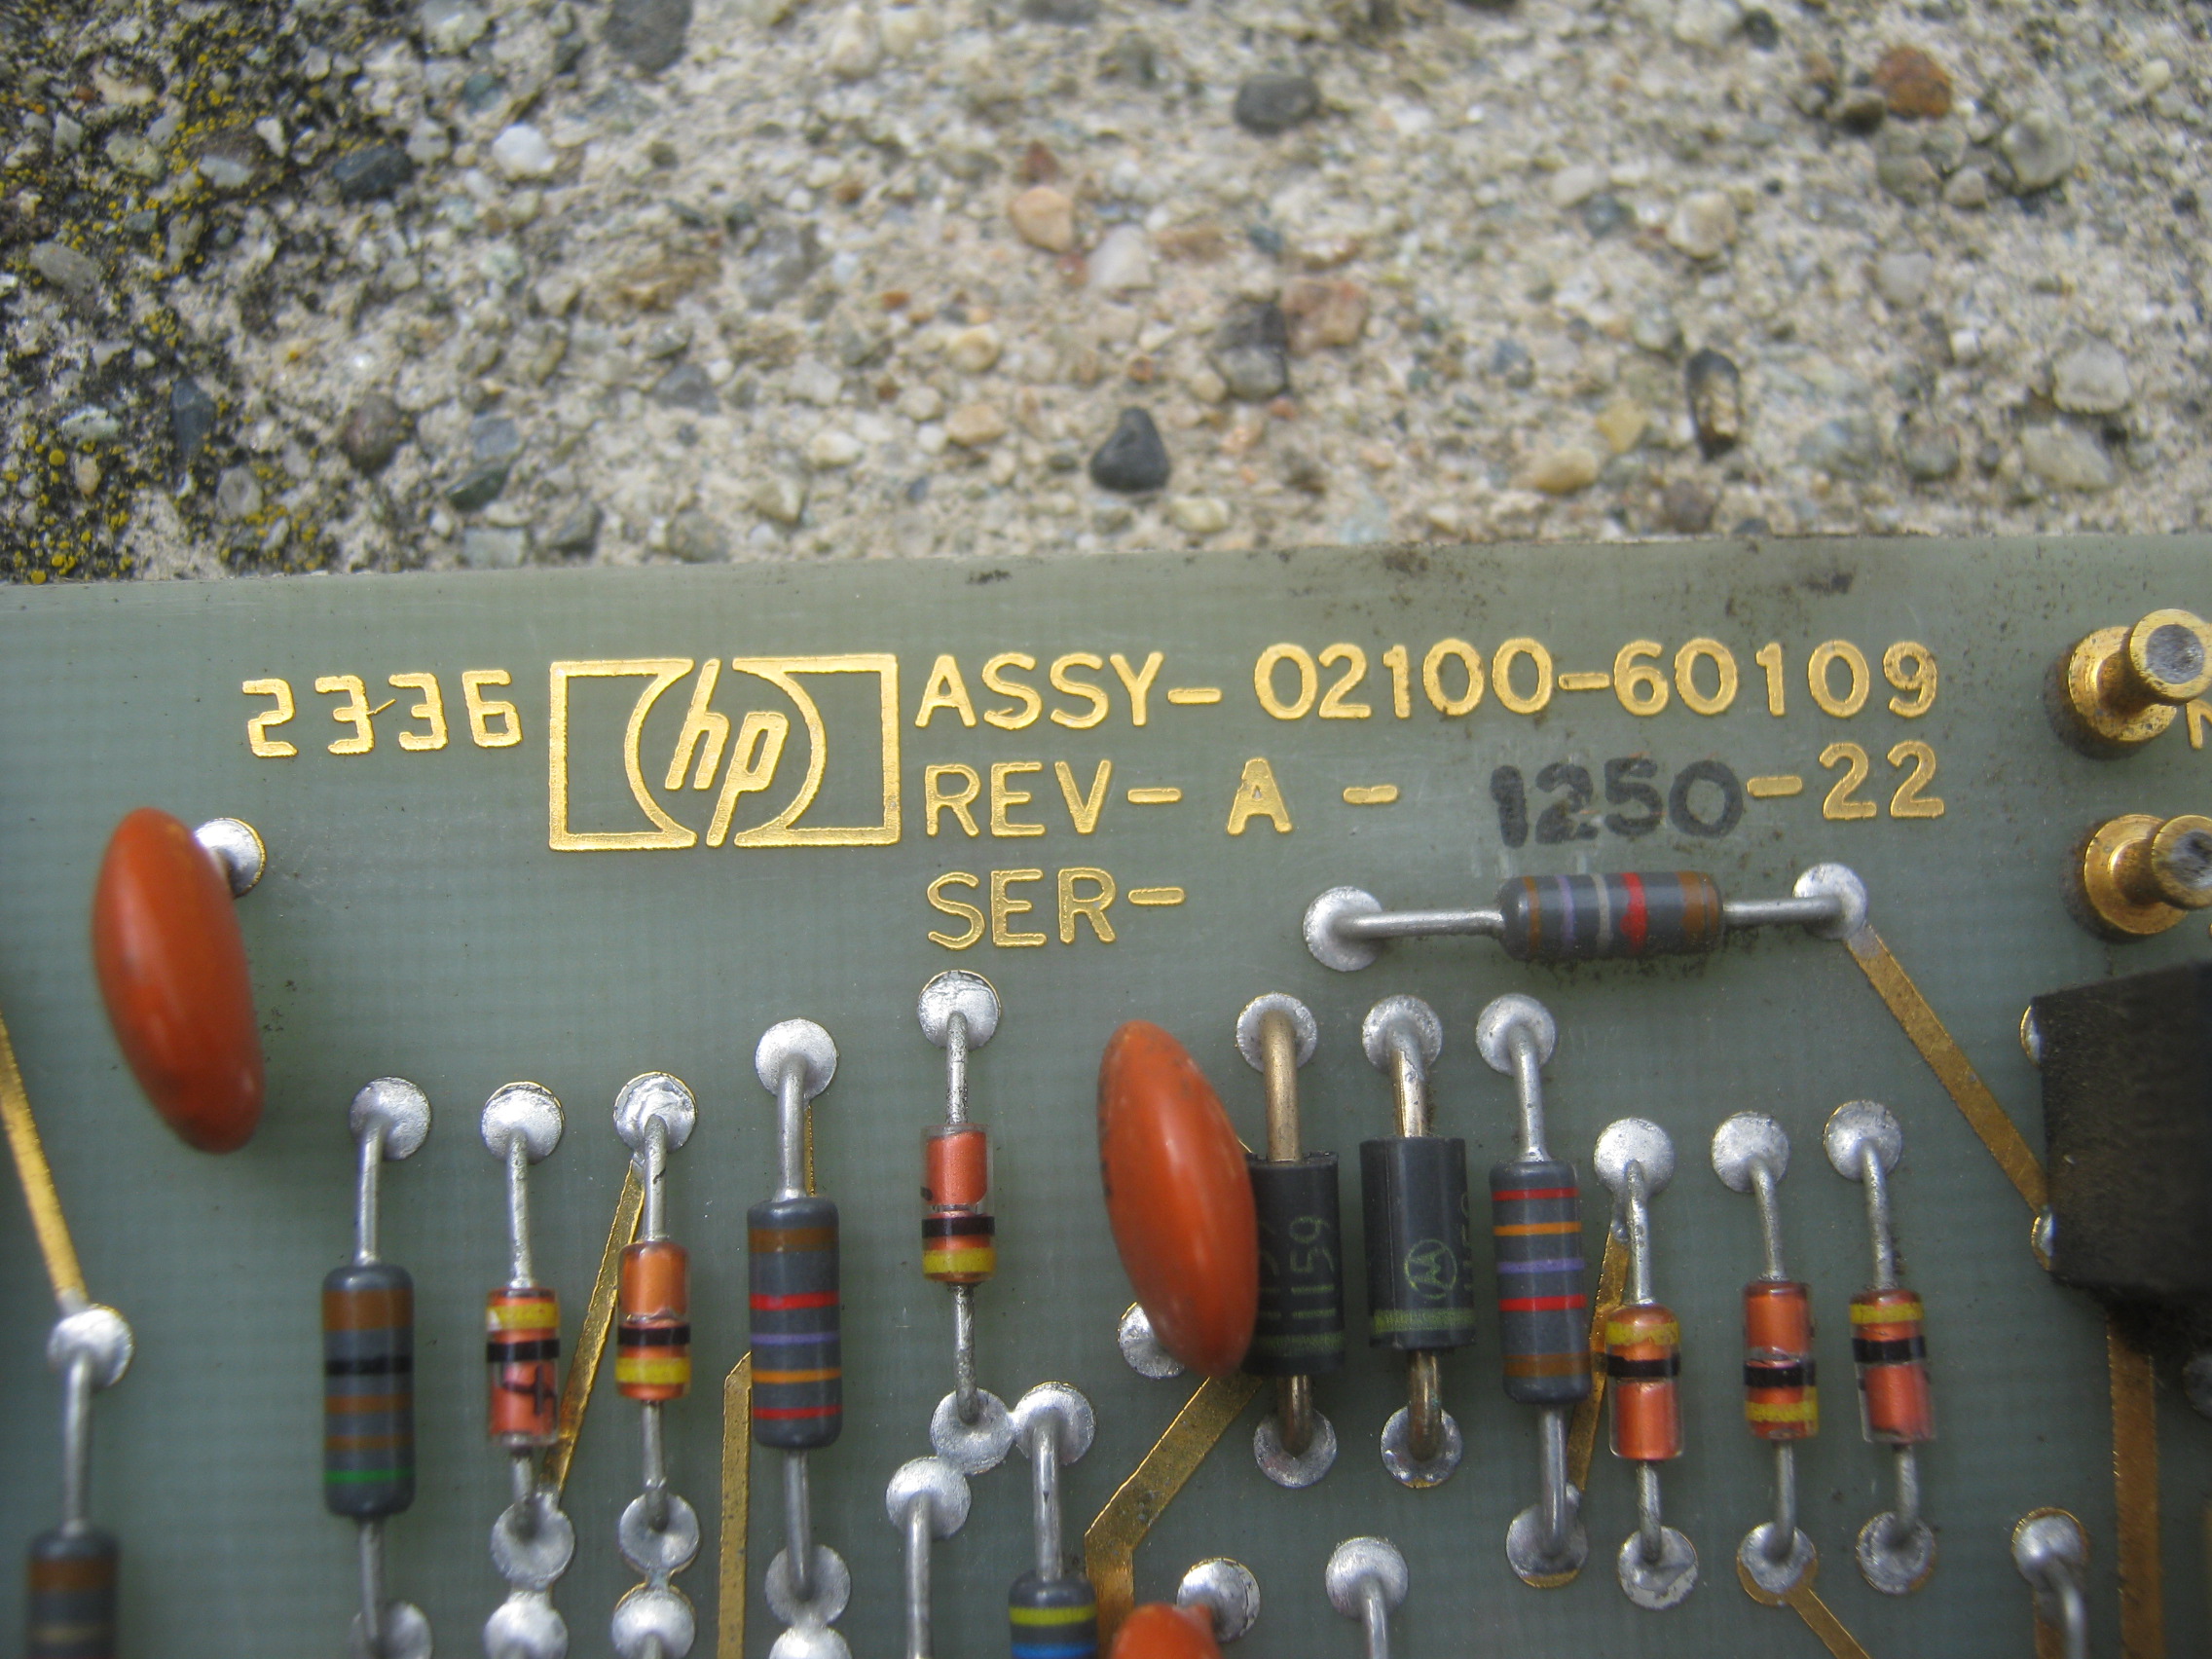 2336 hp ASSY-02100-60109
REV-A-1250-22
SER-
1159